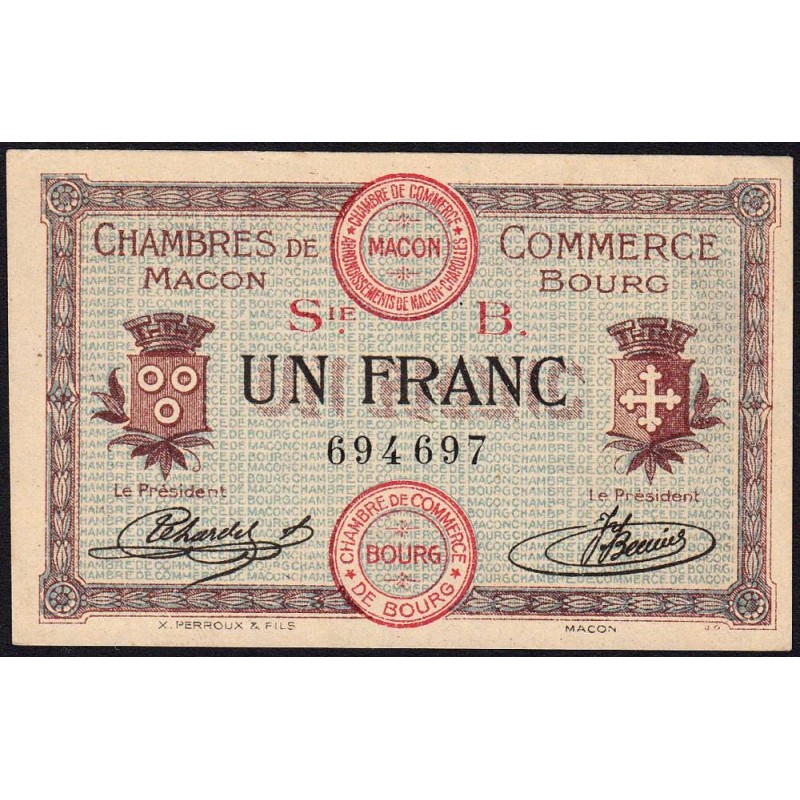 CHAMBRES DE COMMERCE
MACON BOURG
★ CHAMBRE DE COMMERCE ★ ARRONDISSEMENTS DE MACON-CHAROLLES
MACON
SIE. B.
UN FRANC
694697
Le Président Le Président
★ CHAMBRE DE COMMERCE ★ DE BOURG
BOURG
X. PERROUX & FILS MACON